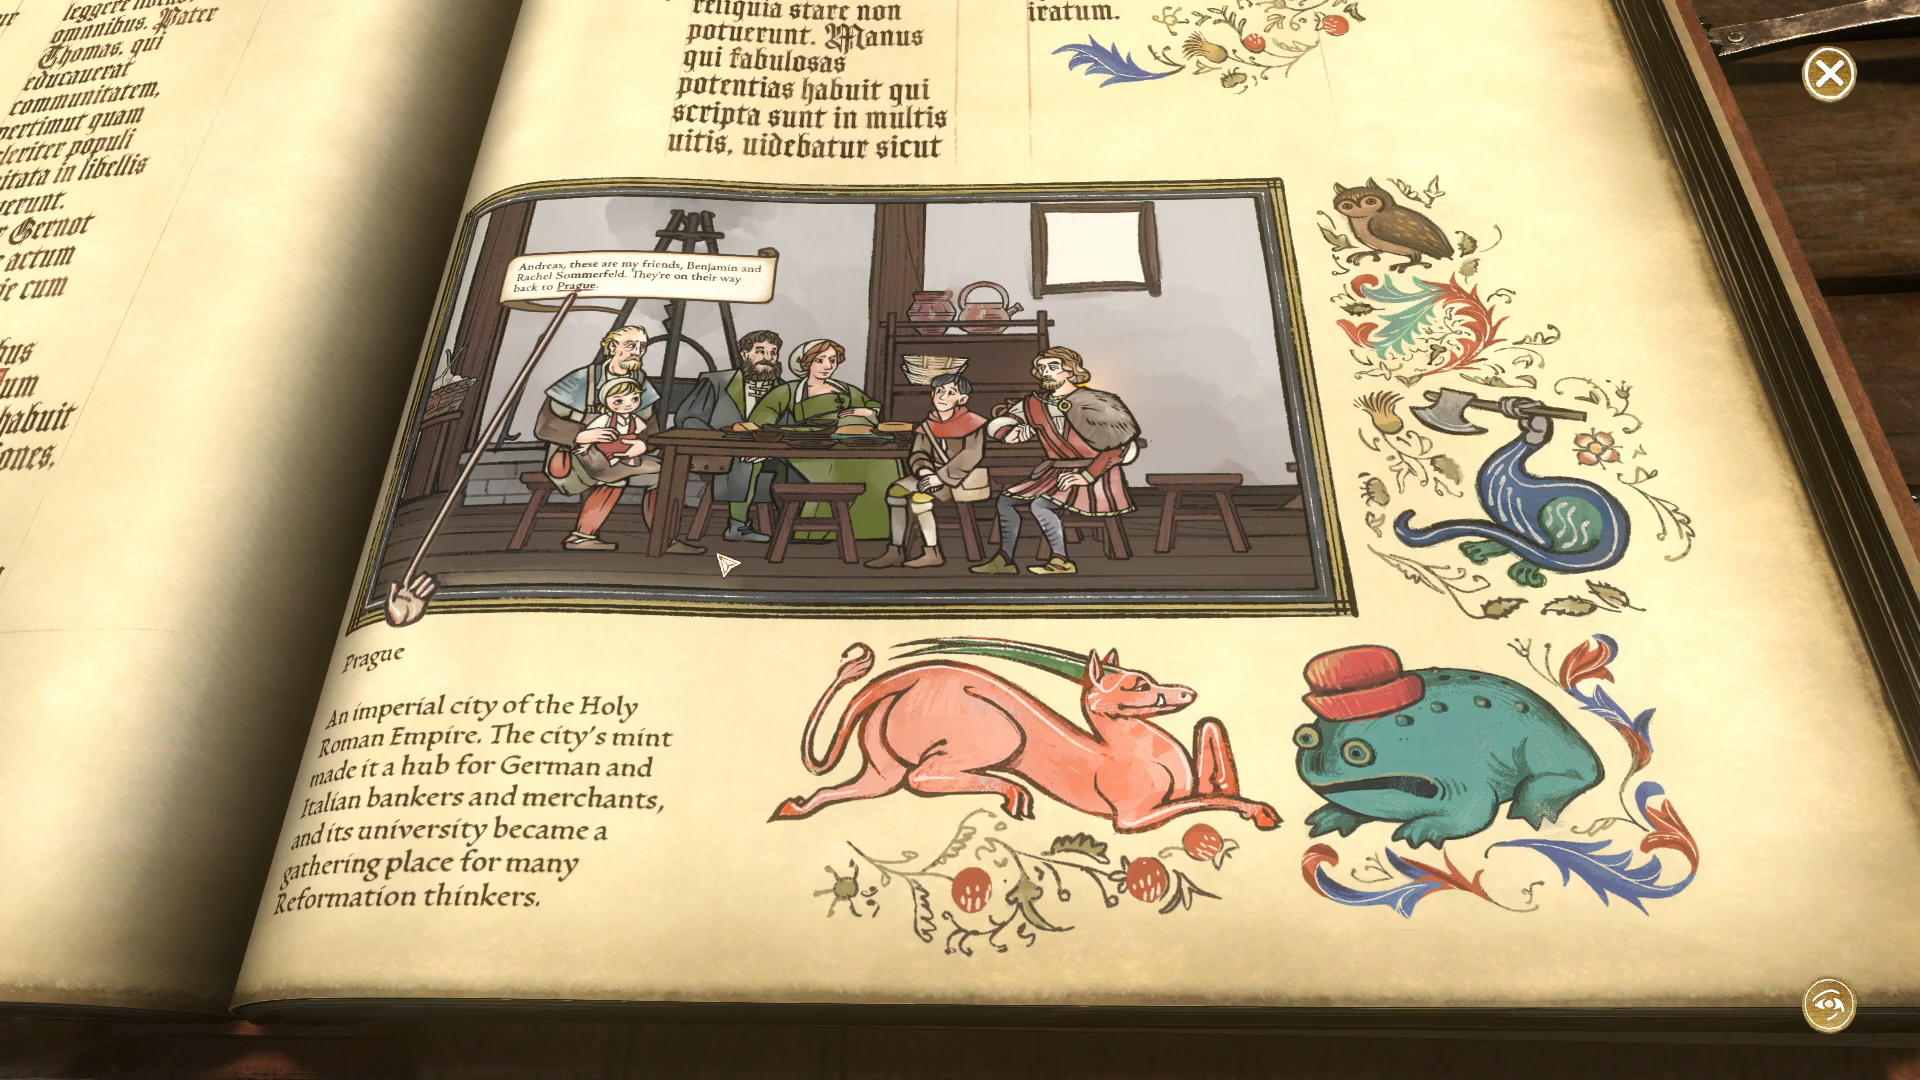 leggere
omnnibus. Pater
Thomas, qui
educauerat
communitatem,
pertimut quam
populi
in libellis
Gernot
actum
cum
habuit
reliquia stare non
potuerunt. Manus
qui fabulosas
potentias habuit qui
scripta sunt in multis
uitis, uidebatur sicut
iratum.
Andreas, these are my friends, Benjamin and
Rachel Sommerfeld. They're on their way
back to Prague.
Prague
An imperial city of the Holy
Roman Empire. The city's mint
made it a hub for German and
Italian bankers and merchants,
and its university became a
gathering place for many
Reformation thinkers.